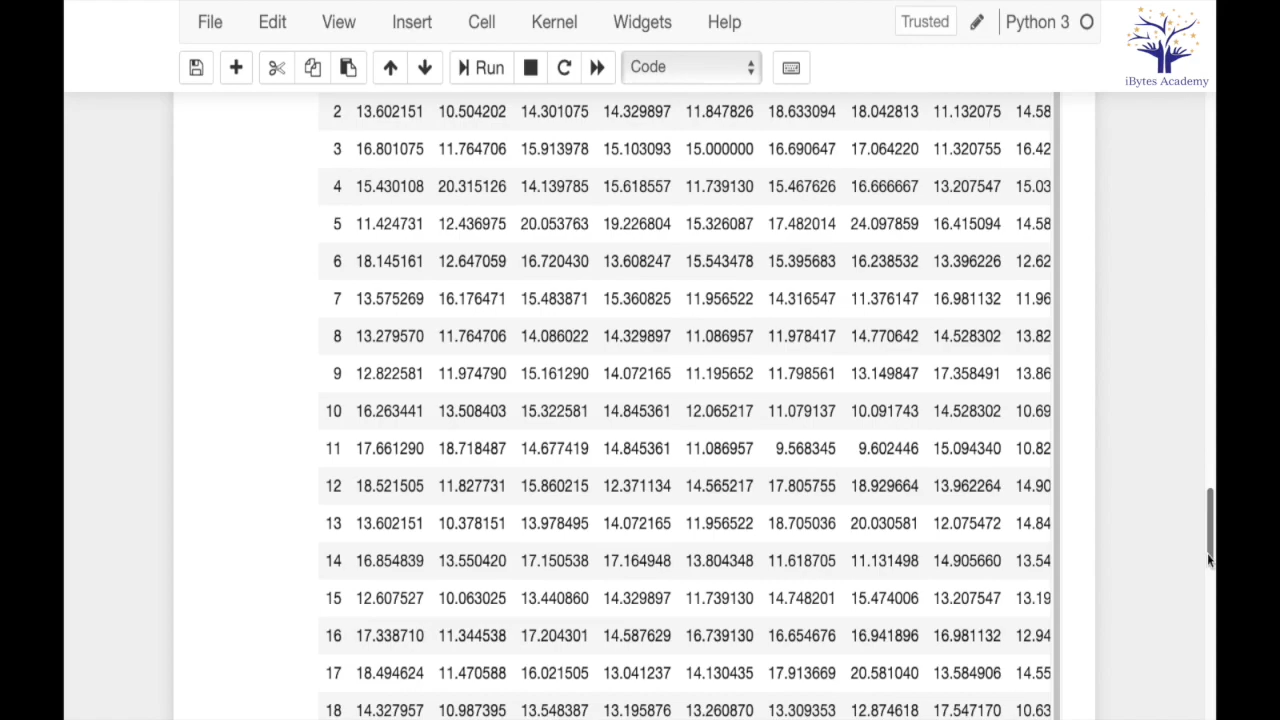 File Edit View Insert Cell Kernel Widgets Help Trusted Python 3
Run Code
iBytes Academy
2 13.602151 10.504202 14.301075 14.329897 11.847826 18.633094 18.042813 11.132075 14.58
3 16.801075 11.764706 15.913978 15.103093 15.000000 16.690647 17.064220 11.320755 16.42
4 15.430108 20.315126 14.139785 15.618557 11.739130 15.467626 16.666667 13.207547 15.03
5 11.424731 12.436975 20.053763 19.226804 15.326087 17.482014 24.097859 16.415094 14.58
6 18.145161 12.647059 16.720430 13.608247 15.543478 15.395683 16.238532 13.396226 12.62
7 13.575269 16.176471 15.483871 15.360825 11.956522 14.316547 11.376147 16.981132 11.96
8 13.279570 11.764706 14.086022 14.329897 11.086957 11.978417 14.770642 14.528302 13.82
9 12.822581 11.974790 15.161290 14.072165 11.195652 11.798561 13.149847 17.358491 13.86
10 16.263441 13.508403 15.322581 14.845361 12.065217 11.079137 10.091743 14.528302 10.69
11 17.661290 18.718487 14.677419 14.845361 11.086957 9.568345 9.602446 15.094340 10.82
12 18.521505 11.827731 15.860215 12.371134 14.565217 17.805755 18.929664 13.962264 14.90
13 13.602151 10.378151 13.978495 14.072165 11.956522 18.705036 20.030581 12.075472 14.84
14 16.854839 13.550420 17.150538 17.164948 13.804348 11.618705 11.131498 14.905660 13.54
15 12.607527 10.063025 13.440860 14.329897 11.739130 14.748201 15.474006 13.207547 13.19
16 17.338710 11.344538 17.204301 14.587629 16.739130 16.654676 16.941896 16.981132 12.94
17 18.494624 11.470588 16.021505 13.041237 14.130435 17.913669 20.581040 13.584906 14.55
18 14.327957 10.987395 13.548387 13.195876 13.260870 13.309353 12.874618 17.547170 10.63